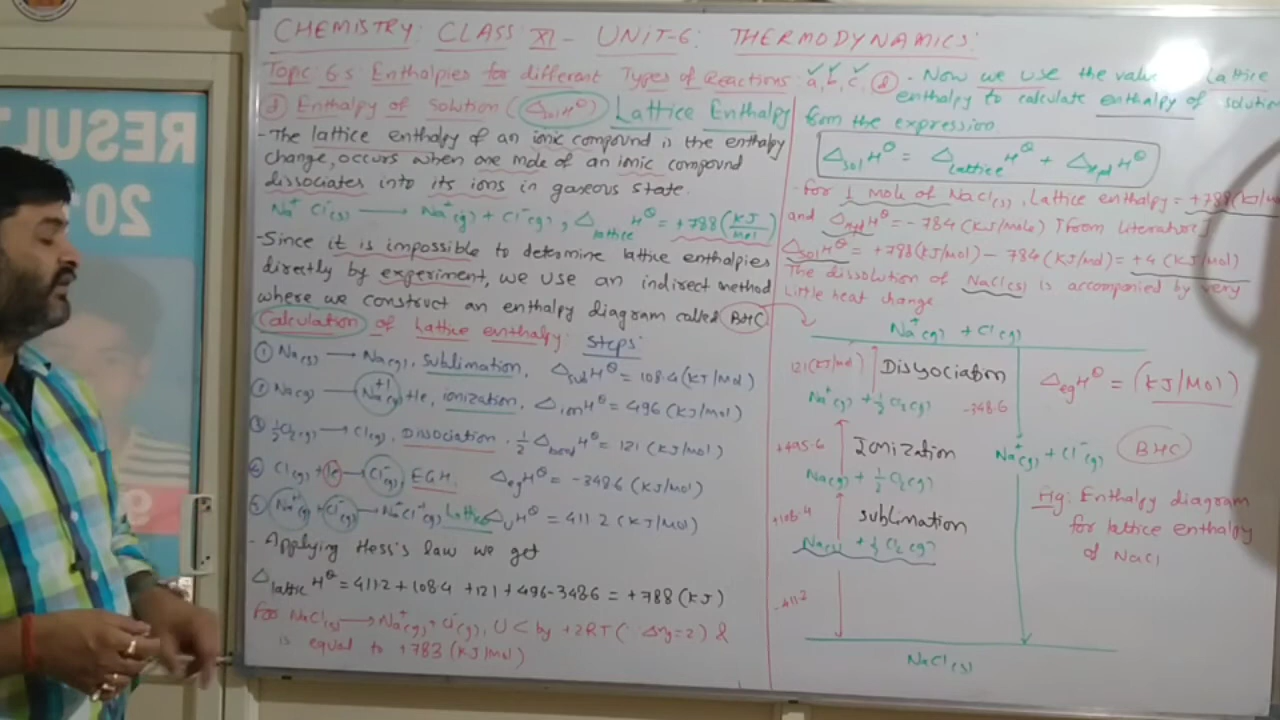 CHEMISTRY: CLASS XI - UNIT-6: THERMODYNAMICS:
Topic 6.5: Enthalpies for different Types of Reactions: a, b, c, d
d) Enthalpy of solution (ΔsolH⊖) Lattice Enthalpy
- The lattice enthalpy of an ionic compound is the enthalpy
change, occurs when one mole of an ionic compound
dissociates into its ions in gaseous state.
Na⁺Cl⁻(s) → Na⁺(g) + Cl⁻(g); ΔlatticeH⊖ = +788 (KJ/mol)
- Since it is impossible to determine lattice enthalpies
directly by experiment, we use an indirect method
where we construct an enthalpy diagram called BHC
Calculation of Lattice enthalpy: Steps:
① Na(s) → Na(g), sublimation, ΔsubH⊖ = 108.4 (KJ/Mol)
② Na(g) → Na⁺¹(g) + 1e, ionization, ΔionH⊖ = 496 (KJ/Mol)
③ ½Cl₂(g) → Cl(g), Dissociation, ½ΔbondH⊖ = 121 (KJ/Mol)
④ Cl(g) + 1e → Cl⁻(g) EGH. ΔegH⊖ = -348.6 (KJ/Mol)
⑤ Na⁺(g) + Cl⁻(g) → Na⁺Cl⁻(s) Lattice ΔUH⊖ = 411.2 (KJ/Mol)
- Applying Hess's law we get
ΔlatticH⊖ = 411.2 + 108.4 + 121 + 496 - 348.6 = +788 (KJ)
For NaCl(s) → Na⁺(g) + Cl⁻(g), U < by +2RT (∵ Δng=2) &
is equal to +783 (KJ/mol)
- Now we use the value Lattice
enthalpy to calculate enthalpy of solution
from the expression.
ΔsolH⊖ = ΔlatticeH⊖ + ΔhydH⊖
- For 1 mole of NaCl(s), Lattice enthalpy = +788 (KJ/mol
and ΔhydH⊖ = -784 (KJ/mole) [from literature]
ΔsolH⊖ = +788 (KJ/mol) - 784 (KJ/mol) = +4 (KJ/mol)
The dissolution of NaCl(s) is accompanied by very
little heat change
Na⁺(g) + Cl(g)
121 (KJ/mol) Dissociation
ΔegH⊖ = (KJ/Mol)
Na⁺(g) + ½Cl₂(g) -348.6
+495.6 Ionization
Na⁺(g) + Cl⁻(g) BHC
Na(g) + ½Cl₂(g)
+108.4 sublimation
Na(s) + ½Cl₂(g)
Fig: Enthalpy diagram
for lattice enthalpy
of NaCl
-411.2
NaCl(s)
RESULT
201
9